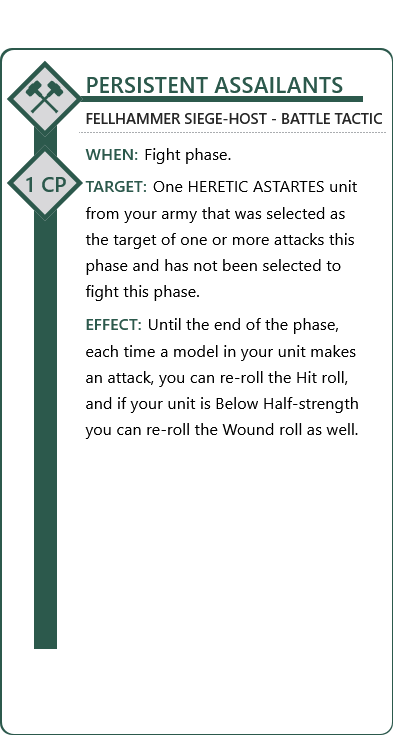 PERSISTENT ASSAILANTS
FELLHAMMER SIEGE-HOST - BATTLE TACTIC
WHEN: Fight phase.
1 CP
TARGET: One HERETIC ASTARTES unit
from your army that was selected as
the target of one or more attacks this
phase and has not been selected to
fight this phase.
EFFECT: Until the end of the phase,
each time a model in your unit makes
an attack, you can re-roll the Hit roll,
and if your unit is Below Half-strength
you can re-roll the Wound roll as well.